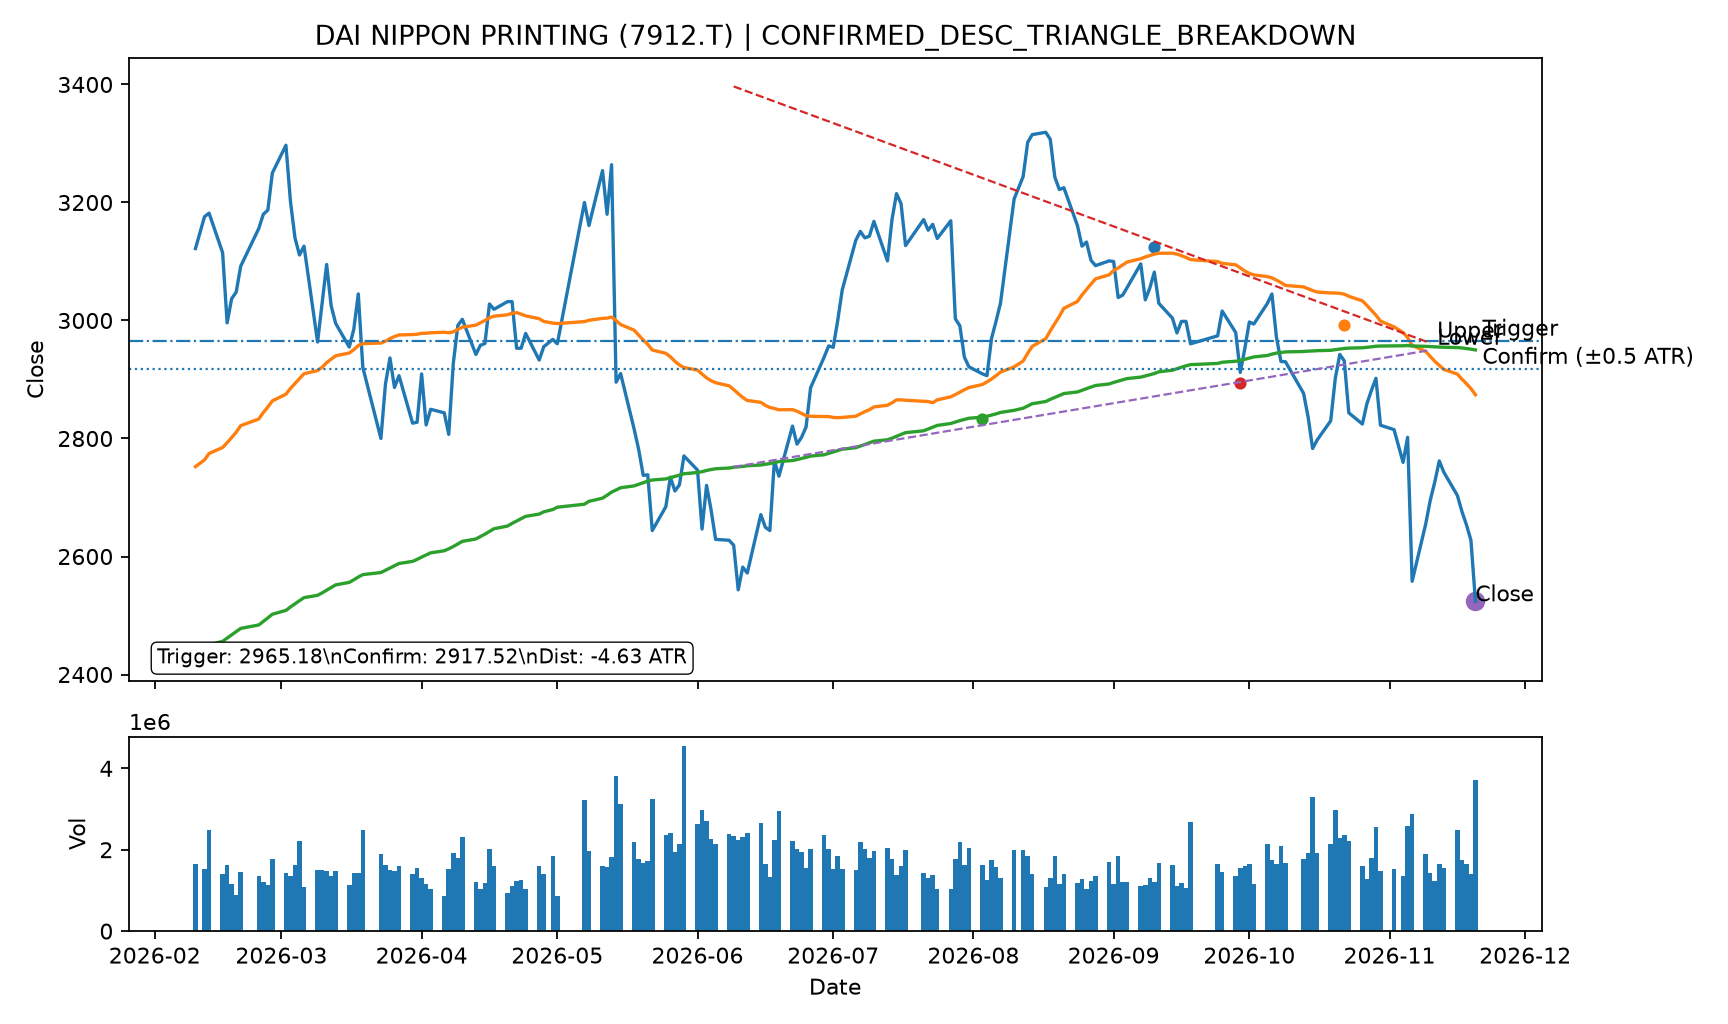 DAI NIPPON PRINTING (7912.T) | CONFIRMED_DESC_TRIANGLE_BREAKDOWN
3400
3200
3000
2800
2600
2400
Close
Upper
Lower
Trigger
Confirm (±0.5 ATR)
Close
Trigger: 2965.18\nConfirm: 2917.52\nDist: -4.63 ATR
1e6
4
2
0
Vol
2026-02
2026-03
2026-04
2026-05
2026-06
2026-07
2026-08
2026-09
2026-10
2026-11
2026-12
Date